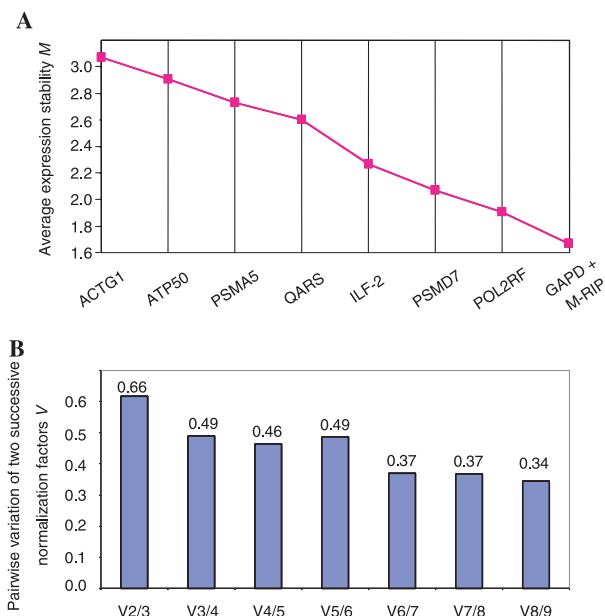 A
Average expression stability M
3.0
2.8
2.6
2.4
2.2
2.0
1.8
1.6
ACTG1
ATP50
PSMA5
QARS
ILF-2
PSMD7
POL2RF
GAPD +
M-RIP
B
Pairwise variation of two successive
normalization factors V
0.6
0.5
0.4
0.3
0.2
0.1
0.0
0.66
0.49
0.46
0.49
0.37
0.37
0.34
V2/3
V3/4
V4/5
V5/6
V6/7
V7/8
V8/9